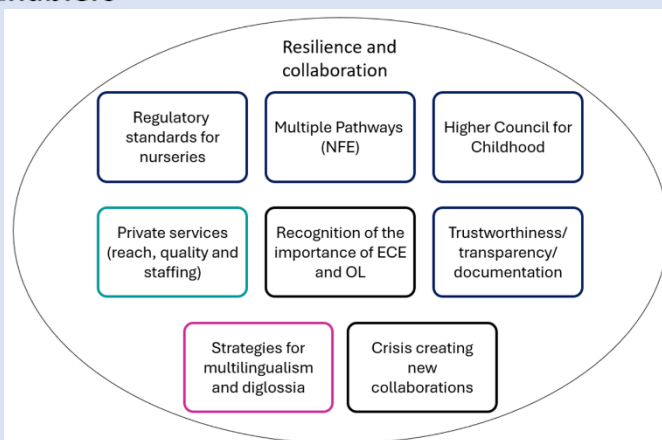 Resilience and
collaboration
Regulatory
standards for
nurseries
Multiple Pathways
(NFE)
Higher Council for
Childhood
Private services
(reach, quality and
staffing)
Recognition of the
importance of ECE
and OL
Trustworthiness/
transparency/
documentation
Strategies for
multilingualism
and diglossia
Crisis creating
new
collaborations